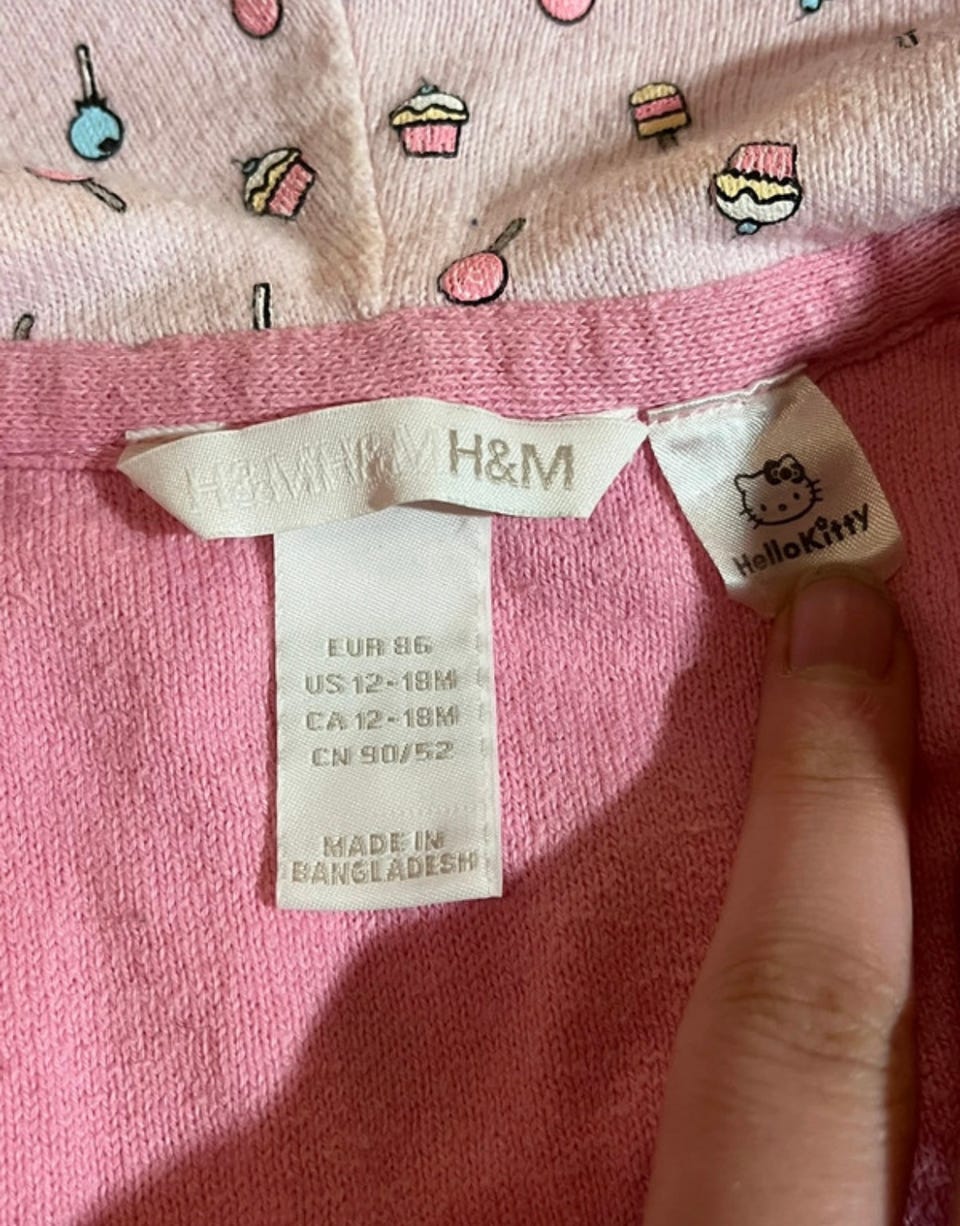 H&M
Hello Kitty
EUR 86
US 12-18M
CA 12-18M
CN 90/52
MADE IN
BANGLADESH